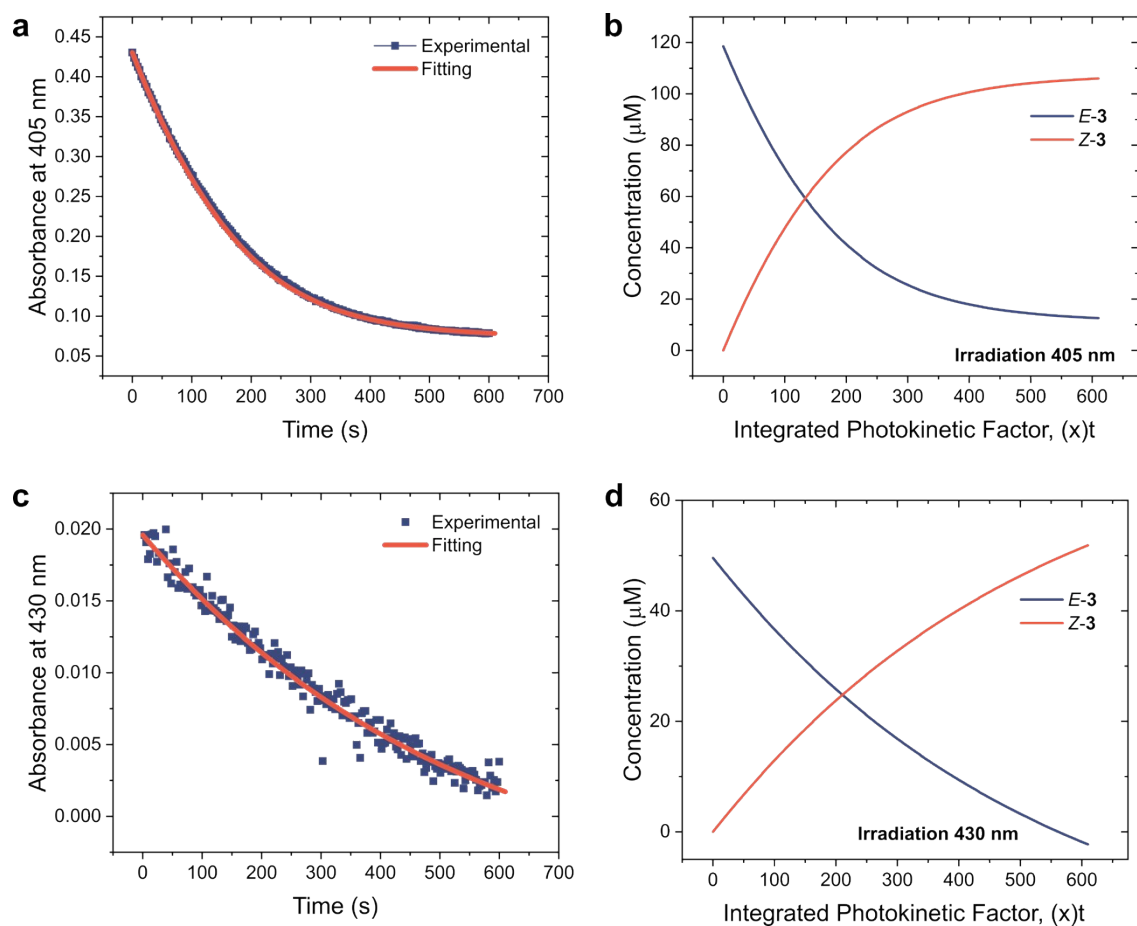 a
Experimental
Fitting
Absorbance at 405 nm
0.45
0.40
0.35
0.30
0.25
0.20
0.15
0.10
0.05
0 100 200 300 400 500 600 700
Time (s)
b
E-3
Z-3
Concentration (μM)
120
100
80
60
40
20
0
Irradiation 405 nm
0 100 200 300 400 500 600
Integrated Photokinetic Factor, (x)t
c
Experimental
Fitting
Absorbance at 430 nm
0.020
0.015
0.010
0.005
0.000
0 100 200 300 400 500 600 700
Time (s)
d
E-3
Z-3
Concentration (μM)
60
40
20
0
Irradiation 430 nm
0 100 200 300 400 500 600
Integrated Photokinetic Factor, (x)t